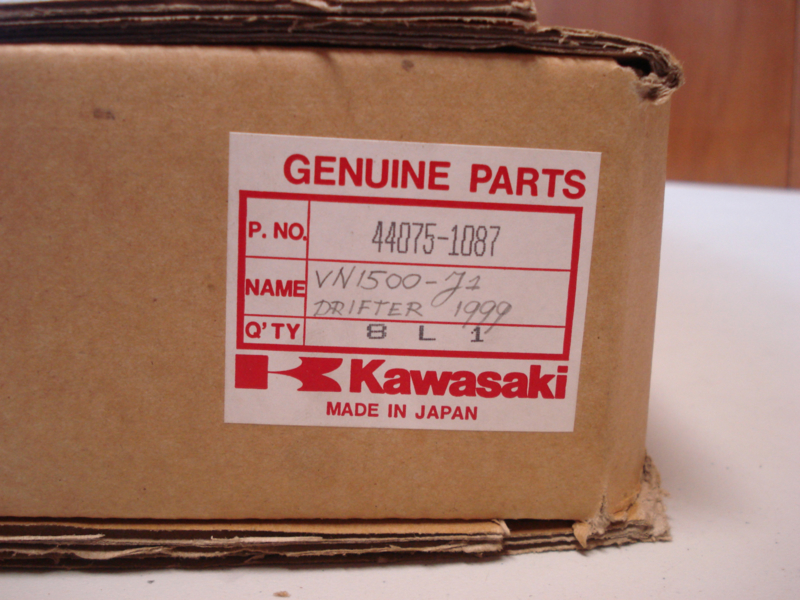 GENUINE PARTS
P. NO. 44075-1087
NAME VN1500-J1
DRIFTER 1999
Q'TY 8 L 1
Kawasaki
MADE IN JAPAN